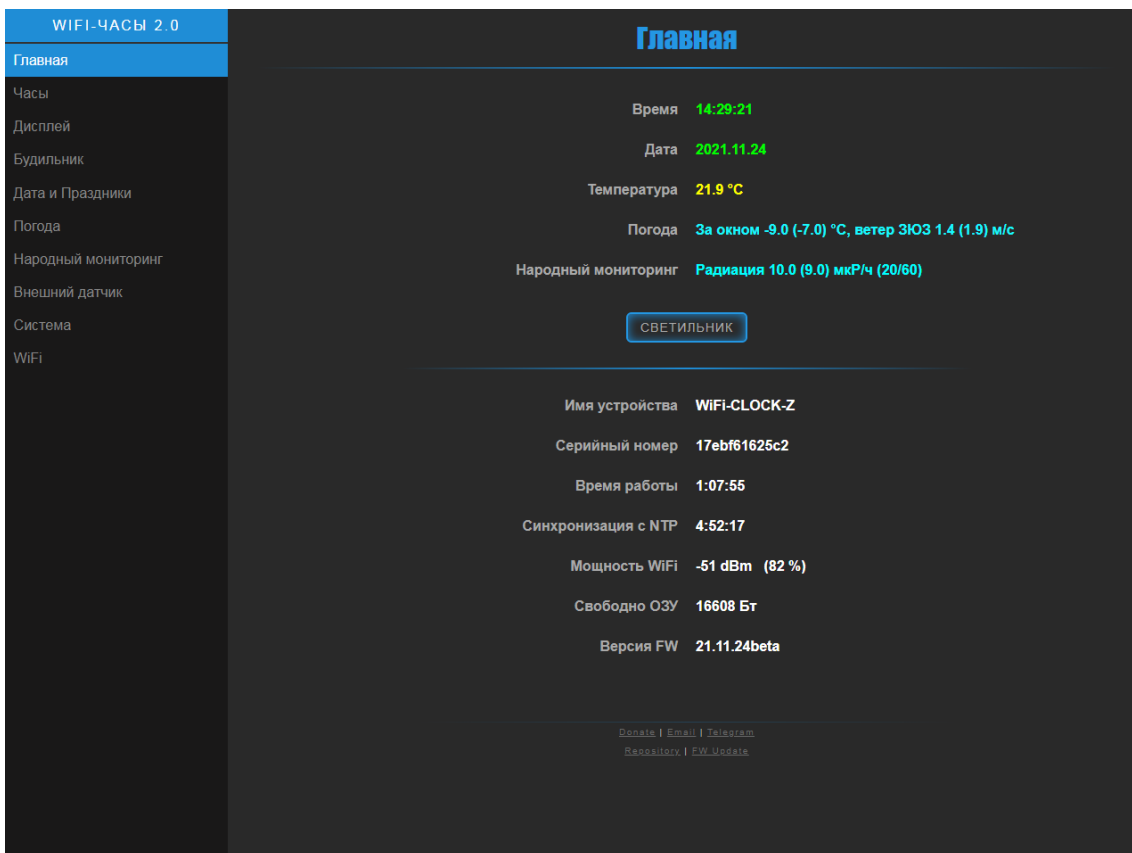 WIFI-ЧАСЫ 2.0
Главная
Часы
Дисплей
Будильник
Дата и Праздники
Погода
Народный мониторинг
Внешний датчик
Система
WiFi
Главная
Время 14:29:21
Дата 2021.11.24
Температура 21.9 °C
Погода За окном -9.0 (-7.0) °C, ветер ЗЮЗ 1.4 (1.9) м/с
Народный мониторинг Радиация 10.0 (9.0) мкР/ч (20/60)
СВЕТИЛЬНИК
Имя устройства WiFi-CLOCK-Z
Серийный номер 17ebf61625c2
Время работы 1:07:55
Синхронизация с NTP 4:52:17
Мощность WiFi -51 dBm (82 %)
Свободно ОЗУ 16608 Бт
Версия FW 21.11.24beta
Donate | Email | Telegram
Repository | FW Update